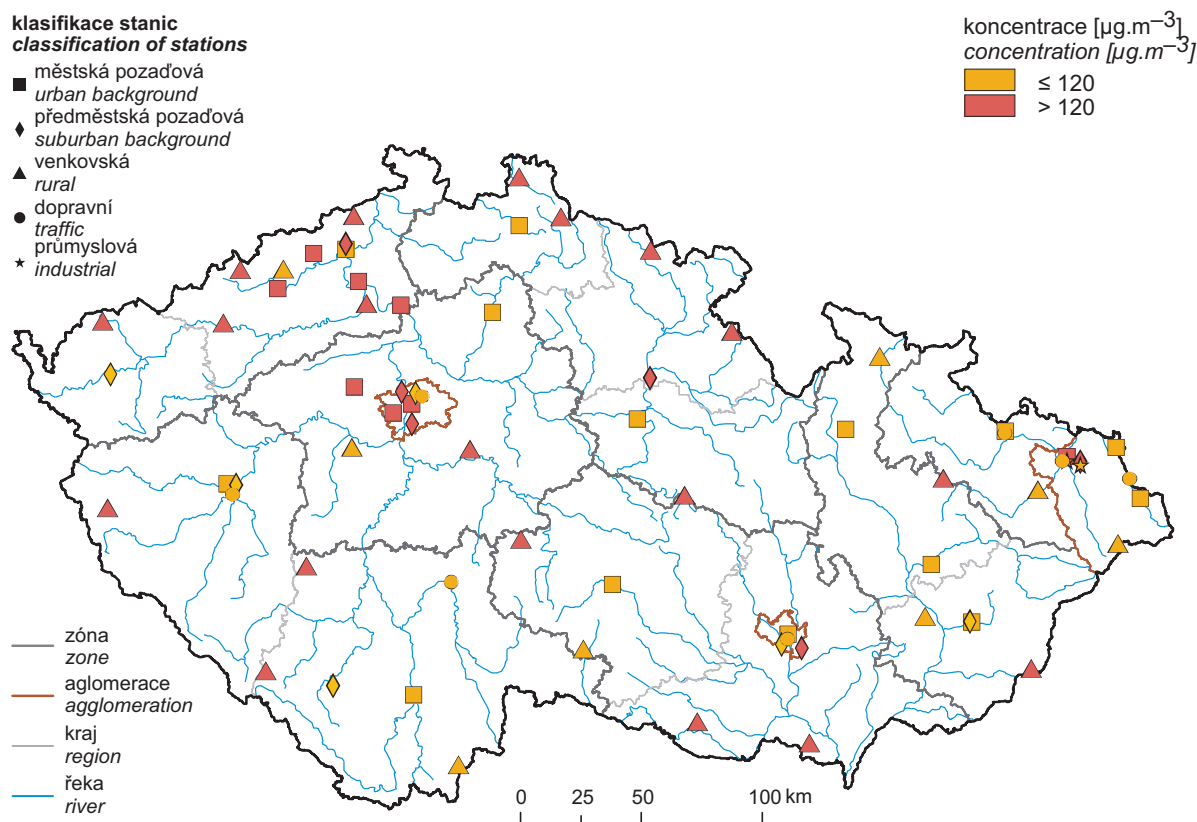 klasifikace stanic
classification of stations
městská pozaďová
urban background
předměstská pozaďová
suburban background
venkovská
rural
dopravní
traffic
průmyslová
industrial
koncentrace [µg.m–3]
concentration [µg.m–3]
≤ 120
> 120
zóna
zone
aglomerace
agglomeration
kraj
region
řeka
river
0 25 50 100 km